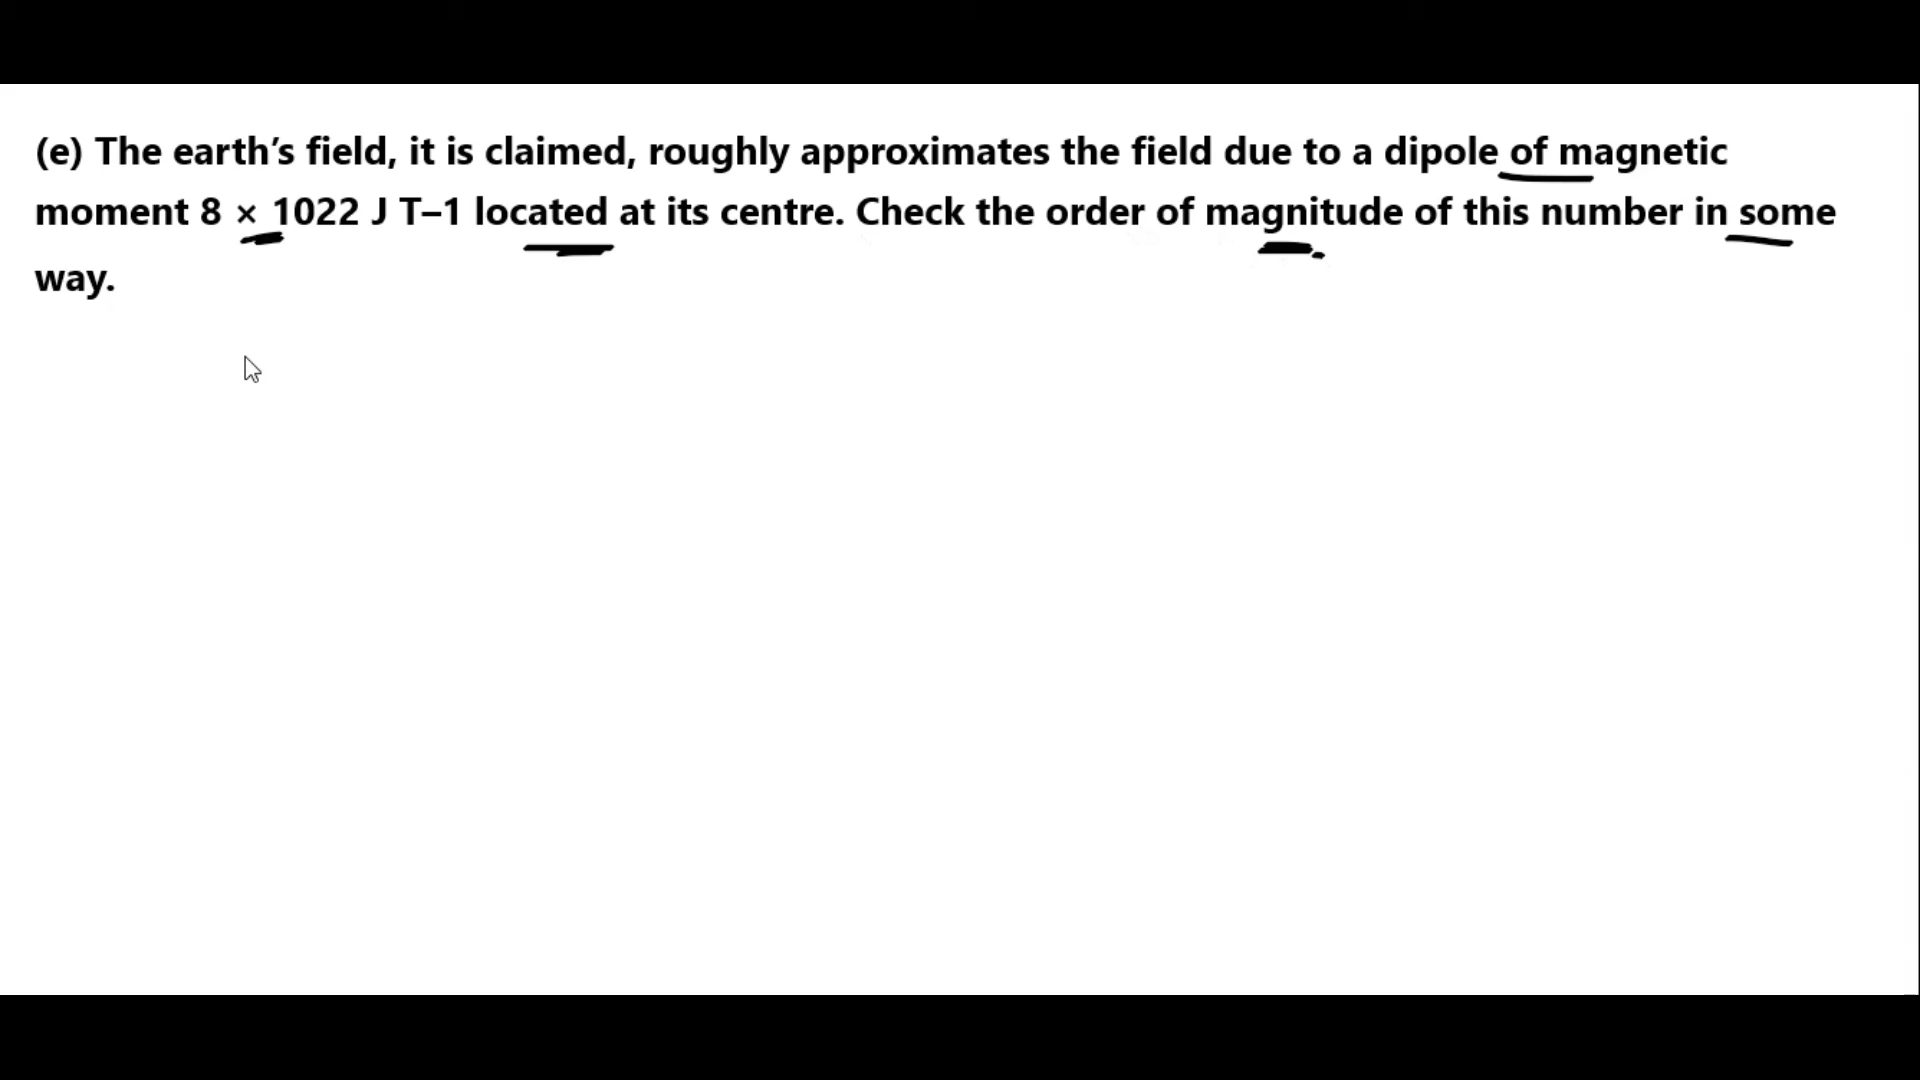 (e) The earth’s field, it is claimed, roughly approximates the field due to a dipole of magnetic
moment 8 × 1022 J T–1 located at its centre. Check the order of magnitude of this number in some
way.